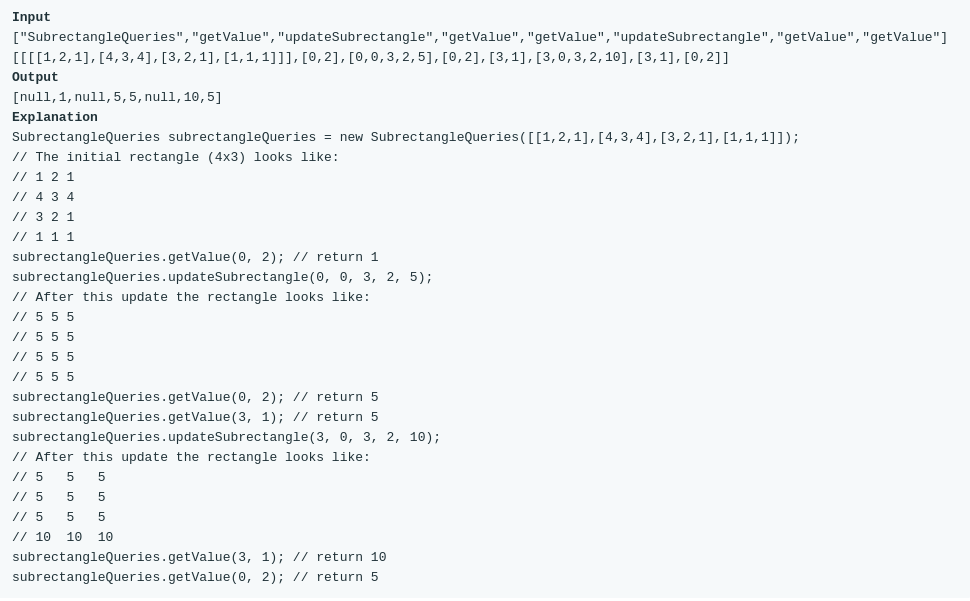 Input
["SubrectangleQueries","getValue","updateSubrectangle","getValue","getValue","updateSubrectangle","getValue","getValue"]
[[[[1,2,1],[4,3,4],[3,2,1],[1,1,1]]],[0,2],[0,0,3,2,5],[0,2],[3,1],[3,0,3,2,10],[3,1],[0,2]]
Output
[null,1,null,5,5,null,10,5]
Explanation
SubrectangleQueries subrectangleQueries = new SubrectangleQueries([[1,2,1],[4,3,4],[3,2,1],[1,1,1]]);
// The initial rectangle (4x3) looks like:
// 1 2 1
// 4 3 4
// 3 2 1
// 1 1 1
subrectangleQueries.getValue(0, 2); // return 1
subrectangleQueries.updateSubrectangle(0, 0, 3, 2, 5);
// After this update the rectangle looks like:
// 5 5 5
// 5 5 5
// 5 5 5
// 5 5 5
subrectangleQueries.getValue(0, 2); // return 5
subrectangleQueries.getValue(3, 1); // return 5
subrectangleQueries.updateSubrectangle(3, 0, 3, 2, 10);
// After this update the rectangle looks like:
// 5   5   5
// 5   5   5
// 5   5   5
// 10  10  10
subrectangleQueries.getValue(3, 1); // return 10
subrectangleQueries.getValue(0, 2); // return 5